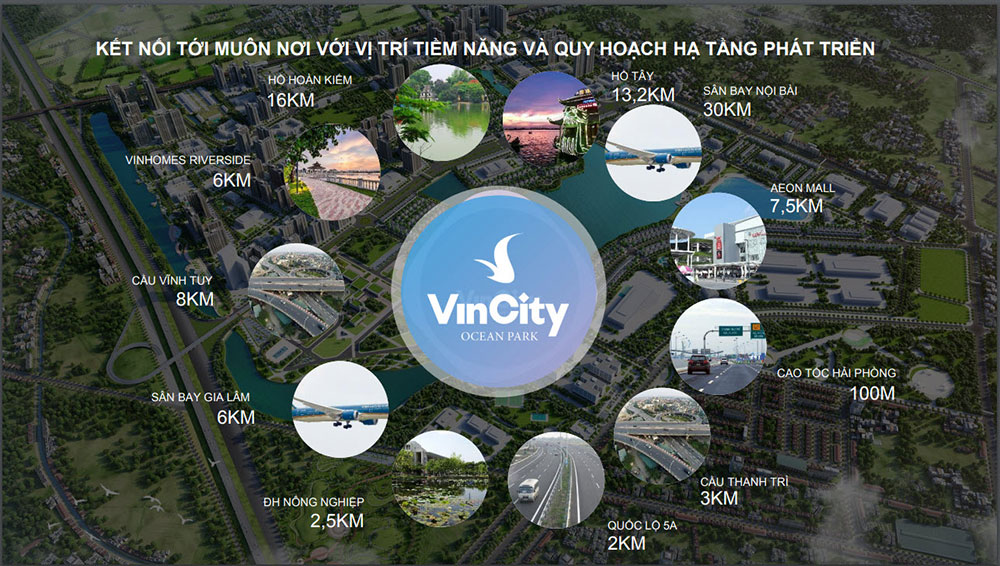 KẾT NỐI TỚI MUÔN NƠI VỚI VỊ TRÍ TIỀM NĂNG VÀ QUY HOẠCH HẠ TẦNG PHÁT TRIỂN
HỒ HOÀN KIẾM
16KM
HỒ TÂY
13,2KM
SÂN BAY NỘI BÀI
30KM
VINHOMES RIVERSIDE
6KM
AEON MALL
7,5KM
CẦU VĨNH TUY
8KM
VinCity
OCEAN PARK
CAO TỐC HẢI PHÒNG
100M
SÂN BAY GIA LÂM
6KM
CẦU THANH TRÌ
3KM
ĐH NÔNG NGHIỆP
2,5KM
QUỐC LỘ 5A
2KM